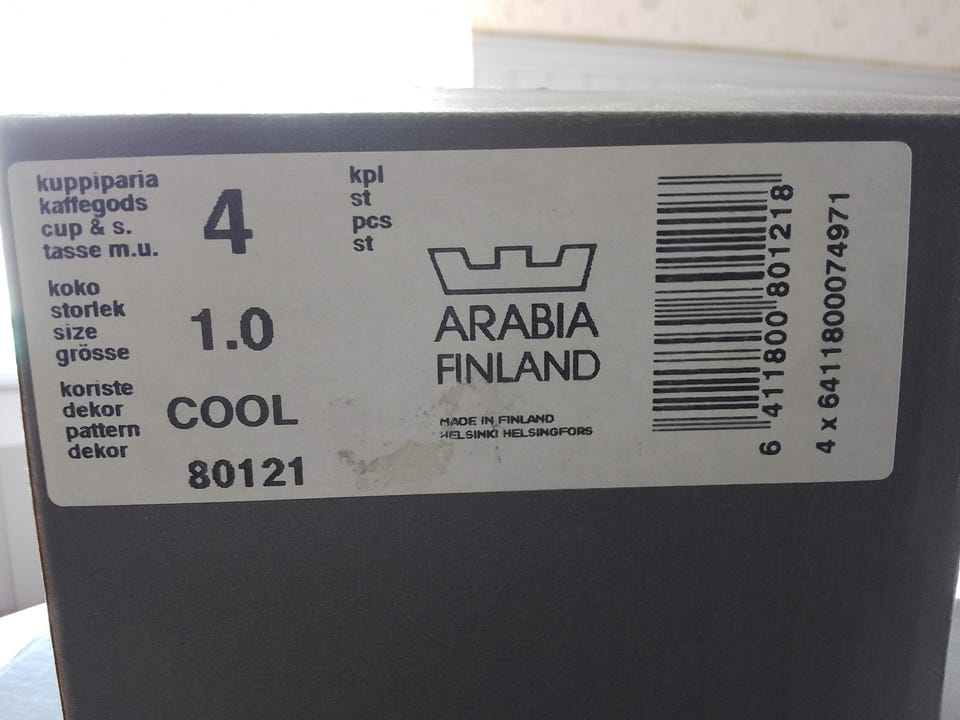 kuppiparia
kaffegods
cup & s.
tasse m.u.
4
kpl
st
pcs
st
koko
storlek
size
grösse
1.0
koriste
dekor
pattern
dekor
COOL
80121
ARABIA
FINLAND
MADE IN FINLAND
HELSINKI HELSINGFORS
6 411800 801218
4 x 6411800074971